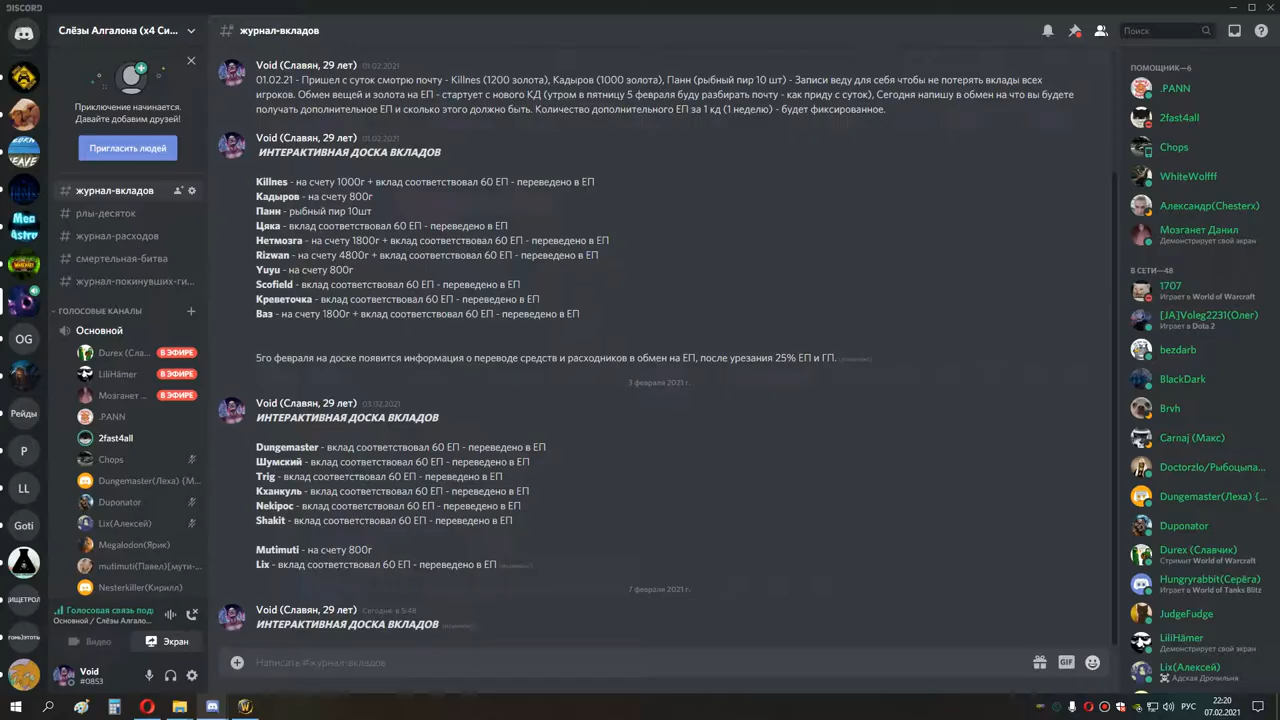 DISCORD
Слёзы Алгалона (x4 Си...
журнал-вкладов
Поиск
Приключение начинается.
Давайте добавим друзей!
Пригласить людей
журнал-вкладов
рлы-десяток
журнал-расходов
смертельная-битва
журнал-покинувших-ги...
ГОЛОСОВЫЕ КАНАЛЫ
Основной
Durex (Сла... В ЭФИРЕ
LiliHämer В ЭФИРЕ
Мозганет ... В ЭФИРЕ
.PANN
2fast4all
Chops
Dungemaster(Леха) {М...
Duponator
Lix(Алексей)
Megalodon(Ярик)
mutimuti(Павел)[мути-...
Nesterkiller(Кирилл)
Голосовая связь подк
Основной / Слёзы Алгало...
Видео
Экран
Void
#0853
Mea
Astro
OG
Рейды
P
LL
Goti
ИЩЕТРОЛ
Void (Славян, 29 лет) 01.02.2021
01.02.21 - Пришел с суток смотрю почту - Killnes (1200 золота), Кадыров (1000 золота), Панн (рыбный пир 10 шт) - Записи веду для себя чтобы не потерять вклады всех
игроков. Обмен вещей и золота на ЕП - стартует с нового КД (утром в пятницу 5 февраля буду разбирать почту - как приду с суток), Сегодня напишу в обмен на что вы будете
получать дополнительное ЕП и сколько этого должно быть. Количество дополнительного ЕП за 1 кд (1 неделю) - будет фиксированное.
Void (Славян, 29 лет) 01.02.2021
ИНТЕРАКТИВНАЯ ДОСКА ВКЛАДОВ
Killnes - на счету 1000г + вклад соответствовал 60 ЕП - переведено в ЕП
Кадыров - на счету 800г
Панн - рыбный пир 10шт
Цяка - вклад соответствовал 60 ЕП - переведено в ЕП
Нетмозга - на счету 1800г + вклад соответствовал 60 ЕП - переведено в ЕП
Rizwan - на счету 4800г + вклад соответствовал 60 ЕП - переведено в ЕП
Yuyu - на счету 800г
Scofield - вклад соответствовал 60 ЕП - переведено в ЕП
Креветочка - вклад соответствовал 60 ЕП - переведено в ЕП
Ваз - на счету 1800г + вклад соответствовал 60 ЕП - переведено в ЕП
5го февраля на доске появится информация о переводе средств и расходников в обмен на ЕП, после урезания 25% ЕП и ГП. (изменено)
3 февраля 2021 г.
Void (Славян, 29 лет) 03.02.2021
ИНТЕРАКТИВНАЯ ДОСКА ВКЛАДОВ
Dungemaster - вклад соответствовал 60 ЕП - переведено в ЕП
Шумский - вклад соответствовал 60 ЕП - переведено в ЕП
Trig - вклад соответствовал 60 ЕП - переведено в ЕП
Кханкуль - вклад соответствовал 60 ЕП - переведено в ЕП
Nekipoc - вклад соответствовал 60 ЕП - переведено в ЕП
Shakit - вклад соответствовал 60 ЕП - переведено в ЕП
Mutimuti - на счету 800г
Lix - вклад соответствовал 60 ЕП - переведено в ЕП (изменено)
7 февраля 2021 г.
Void (Славян, 29 лет) Сегодня в 5:48
ИНТЕРАКТИВНАЯ ДОСКА ВКЛАДОВ (изменено)
Написать #журнал-вкладов
GIF
ПОМОЩНИК—6
.PANN
2fast4all
Chops
WhiteWolfff
Александр(Chesterx)
Мозганет Данил
Демонстрирует свой экран
В СЕТИ—48
1707
Играет в World of Warcraft
[JA]Voleg2231(Олег)
Играет в Dota 2
bezdarb
BlackDark
Brvh
Carnaj (Макс)
Doctorzlo/Рыбоцыпа...
Dungemaster(Леха) {...
Duponator
Durex (Славчик)
Стримит World of Warcraft
Hungryrabbit(Серёга)
Играет в World of Tanks Blitz
JudgeFudge
LiliHämer
Демонстрирует свой экран
Lix(Алексей)
Адская Дрочильня
РУС
22:20
07.02.2021